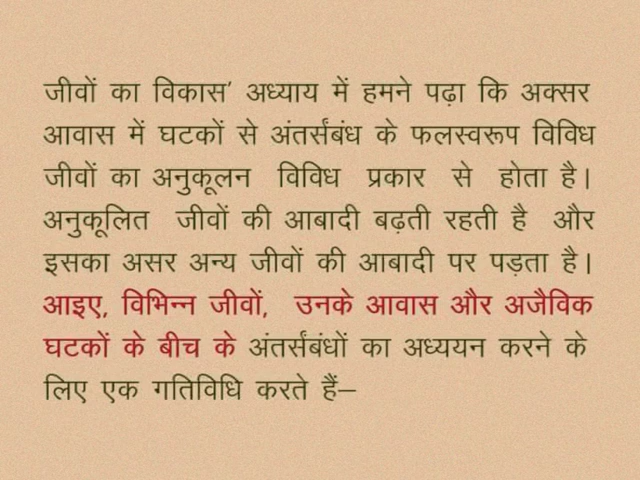 जीवों का विकास’ अध्याय में हमने पढ़ा कि अक्सर
आवास में घटकों से अंतर्संबंध के फलस्वरूप विविध
जीवों का अनुकूलन विविध प्रकार से होता है।
अनुकूलित जीवों की आबादी बढ़ती रहती है और
इसका असर अन्य जीवों की आबादी पर पड़ता है।
आइए, विभिन्न जीवों, उनके आवास और अजैविक
घटकों के बीच के अंतर्संबंधों का अध्ययन करने के
लिए एक गतिविधि करते हैं—